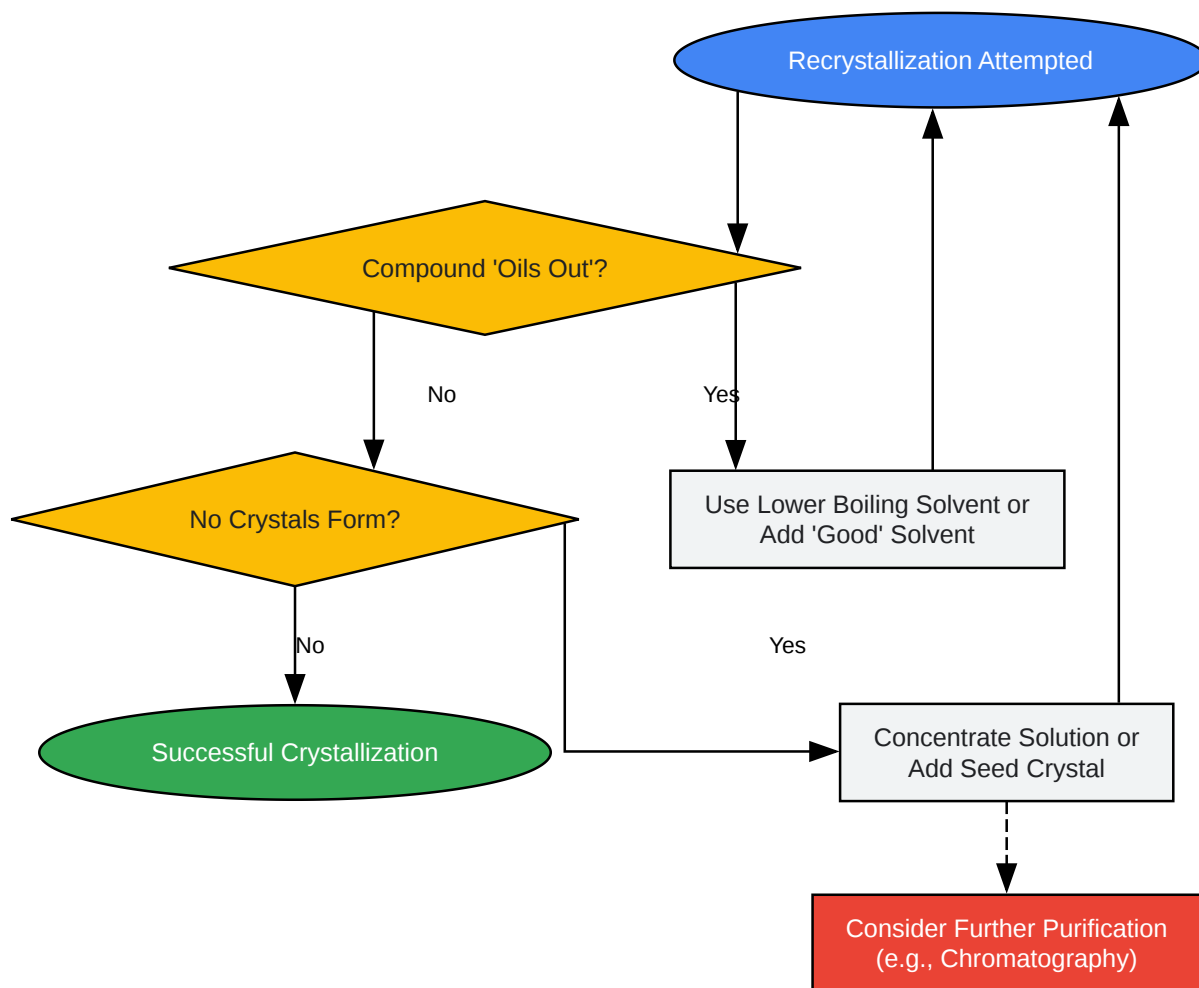 Recrystallization Attempted
Compound 'Oils Out'?
No
Yes
No Crystals Form?
Use Lower Boiling Solvent or
Add 'Good' Solvent
No
Yes
Successful Crystallization
Concentrate Solution or
Add Seed Crystal
Consider Further Purification
(e.g., Chromatography)